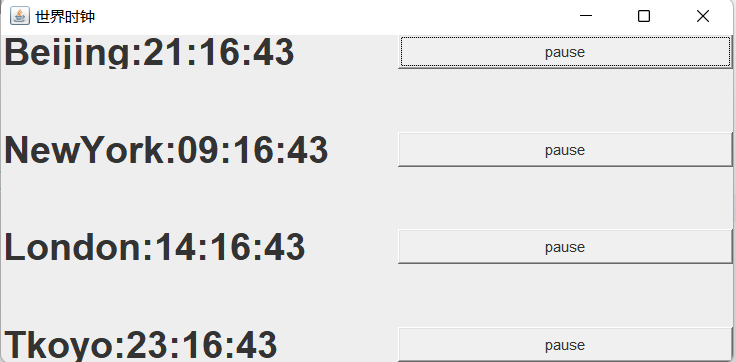 世界时钟
Beijing:21:16:43 pause
NewYork:09:16:43 pause
London:14:16:43 pause
Tkoyo:23:16:43 pause